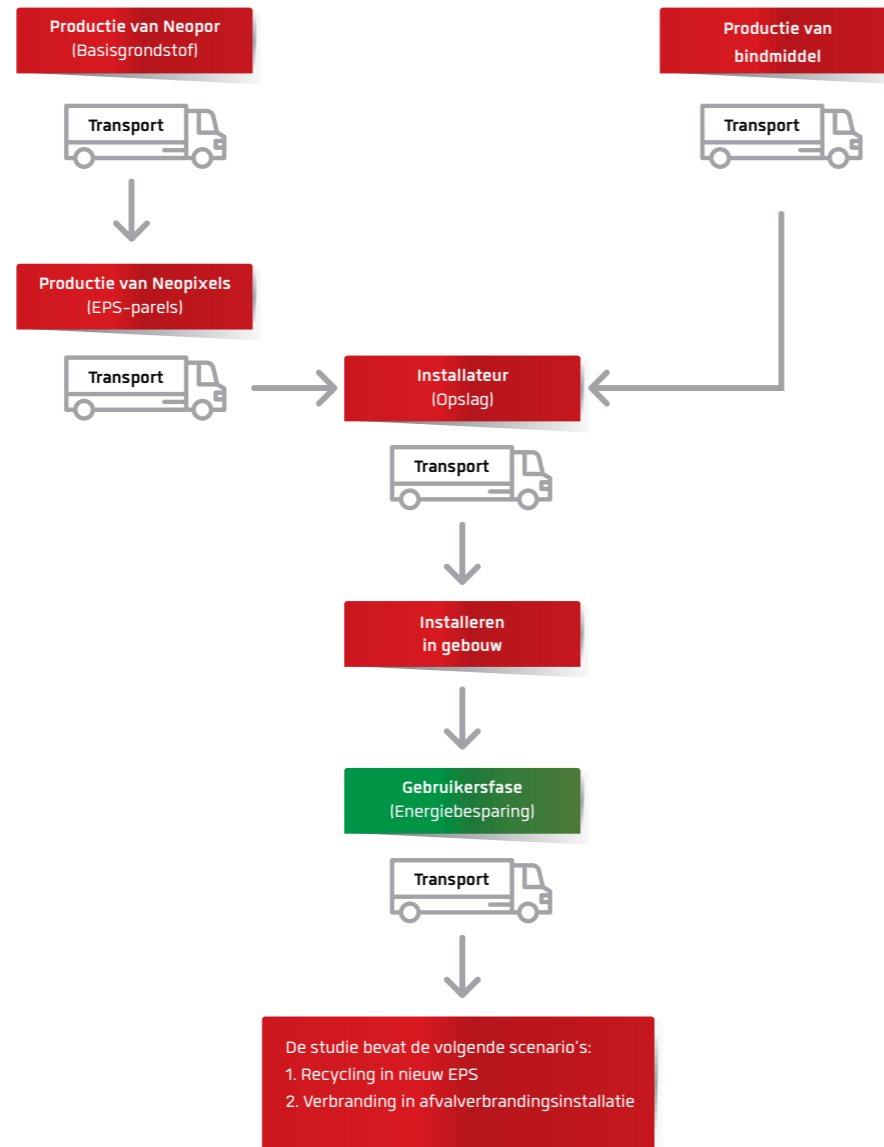 Productie van Neopor
(Basisgrondstof)
Productie van
bindmiddel
Transport
Transport
Productie van Neopixels
(EPS-parels)
Transport
Installateur
(Opslag)
Transport
Installeren
in gebouw
Gebruikersfase
(Energiebesparing)
Transport
De studie bevat de volgende scenario's:
1. Recycling in nieuw EPS
2. Verbranding in afvalverbrandingsinstallatie